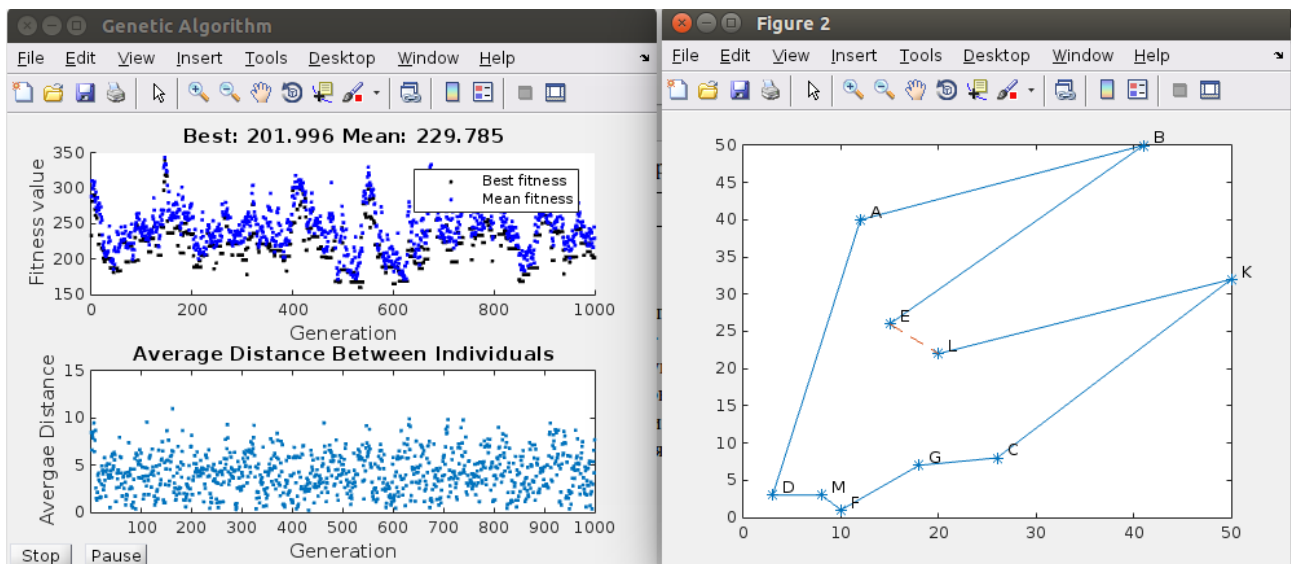 Genetic Algorithm
File Edit View Insert Tools Desktop Window Help
Best: 201.996 Mean: 229.785
Fitness value
350
300
250
200
150
Best fitness
Mean fitness
0 200 400 600 800 1000
Generation
Average Distance Between Individuals
Avergae Distance
15
10
5
0
100 200 300 400 500 600 700 800 900 1000
Generation
Stop Pause
Figure 2
File Edit View Insert Tools Desktop Window Help
50
45
40
35
30
25
20
15
10
5
0
B
A
K
E
L
G
C
D
M
F
0 10 20 30 40 50